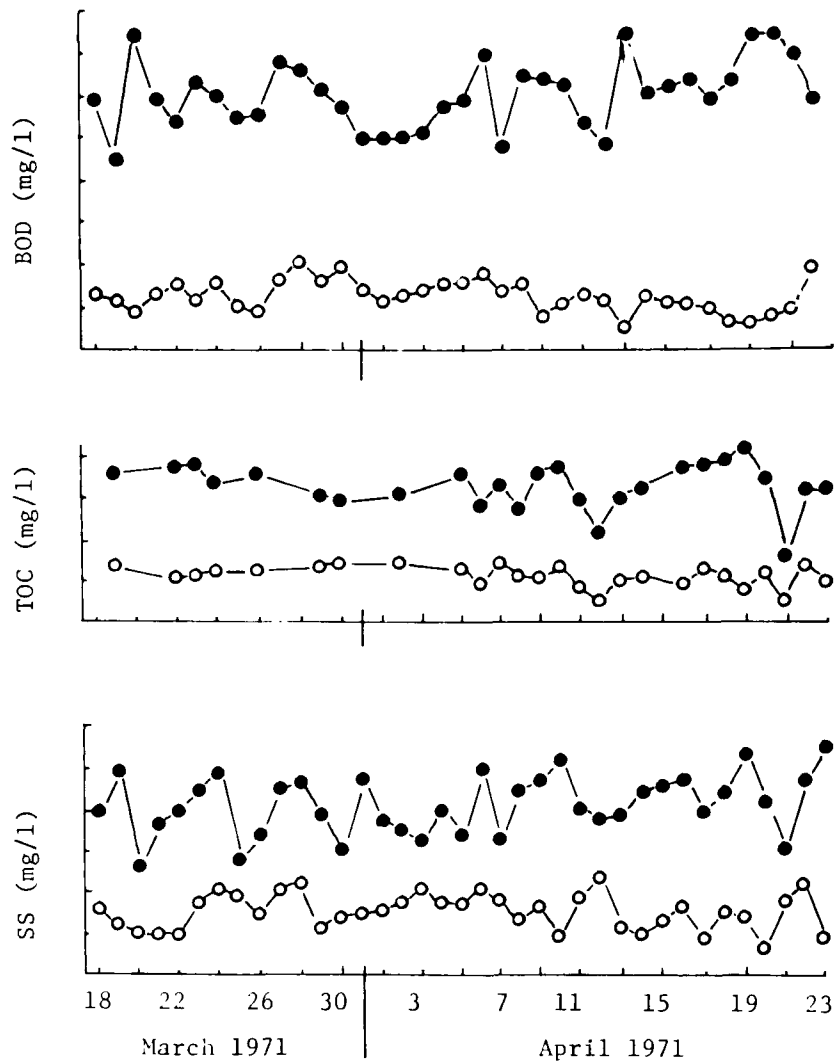 BOD (mg/l)
TOC (mg/l)
SS (mg/l)
18 22 26 30 3 7 11 15 19 23
March 1971 April 1971